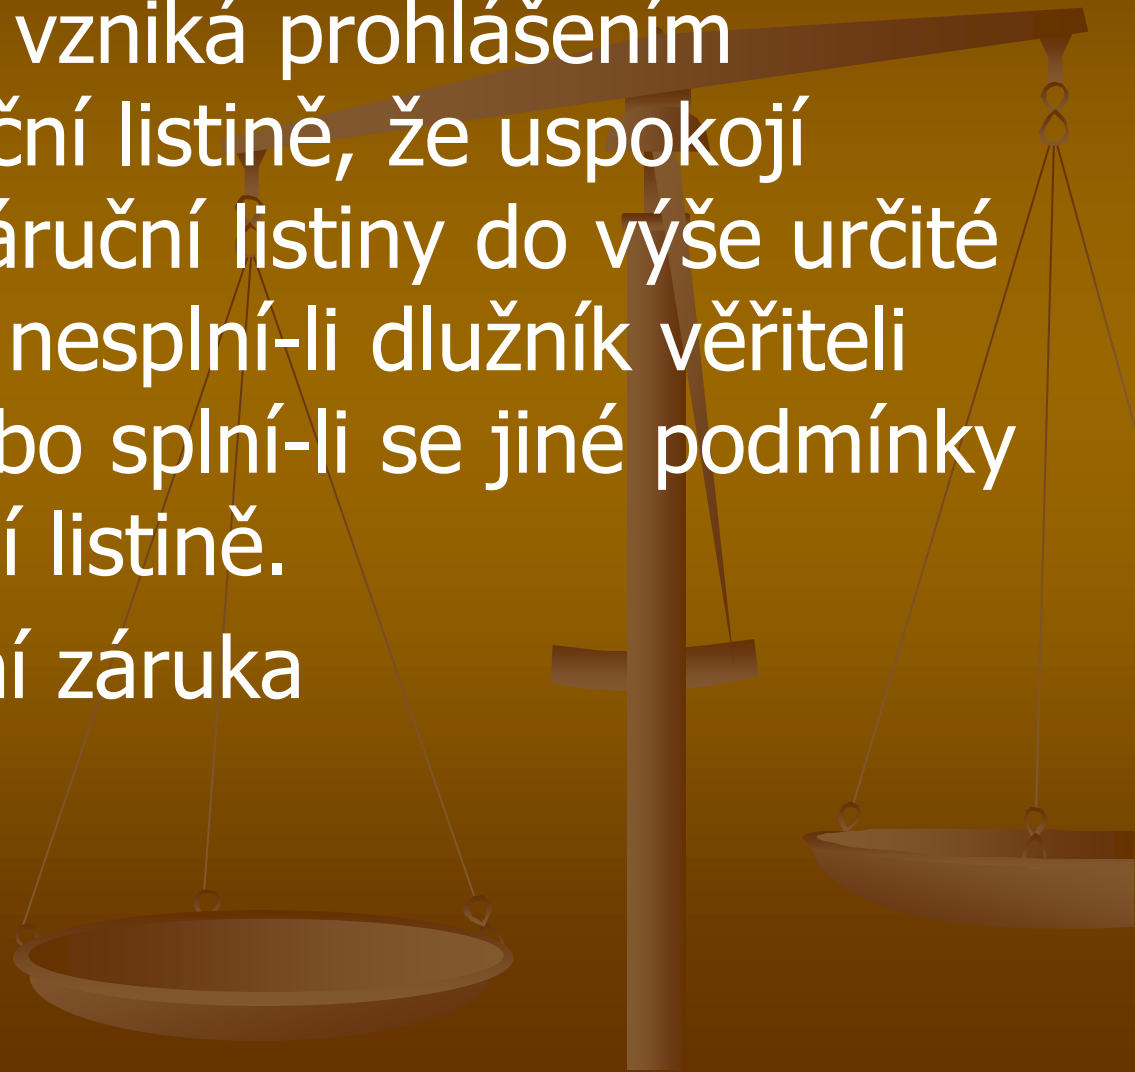 vzniká prohlášením
ční listině, že uspokojí
áruční listiny do výše určité
nesplní-li dlužník věřiteli
bo splní-li se jiné podmínky
í listině.
ní záruka